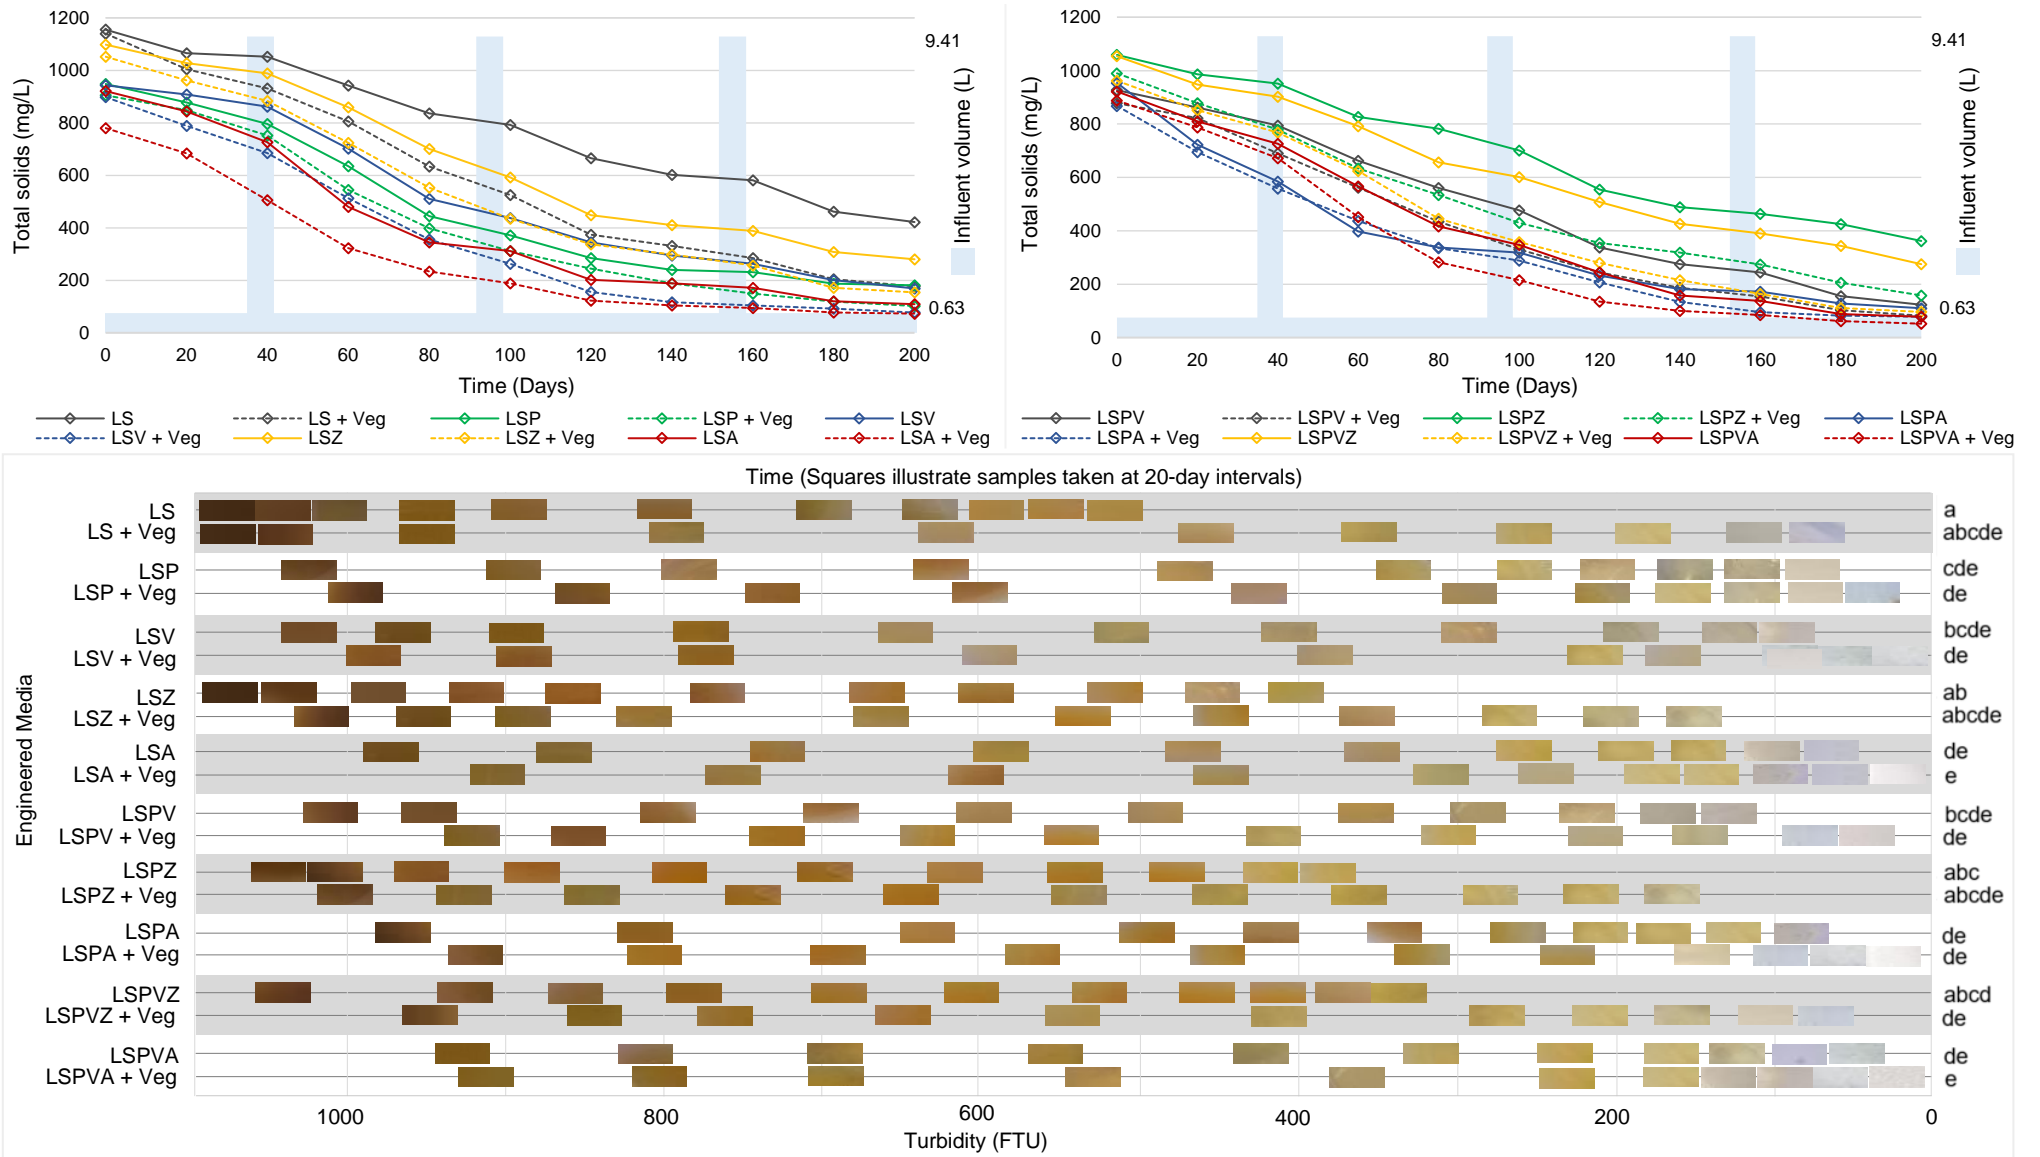 1200
1000
800
600
400
200
0
Total solids (mg/L)
0 20 40 60 80 100 120 140 160 180 200
Time (Days)
9.41
0.63
Influent volume (L)
LS LS + Veg LSP LSP + Veg LSV
LSV + Veg LSZ LSZ + Veg LSA LSA + Veg
1200
1000
800
600
400
200
0
Total solids (mg/L)
0 20 40 60 80 100 120 140 160 180 200
Time (Days)
9.41
0.63
Influent volume (L)
LSPV LSPV + Veg LSPZ LSPZ + Veg LSPA
LSPA + Veg LSPVZ LSPVZ + Veg LSPVA LSPVA + Veg
Time (Squares illustrate samples taken at 20-day intervals)
Engineered Media
LS a
LS + Veg abcde
LSP cde
LSP + Veg de
LSV bcde
LSV + Veg de
LSZ ab
LSZ + Veg abcde
LSA de
LSA + Veg e
LSPV bcde
LSPV + Veg de
LSPZ abc
LSPZ + Veg abcde
LSPA de
LSPA + Veg de
LSPVZ abcd
LSPVZ + Veg de
LSPVA de
LSPVA + Veg e
1000 800 600 400 200 0
Turbidity (FTU)